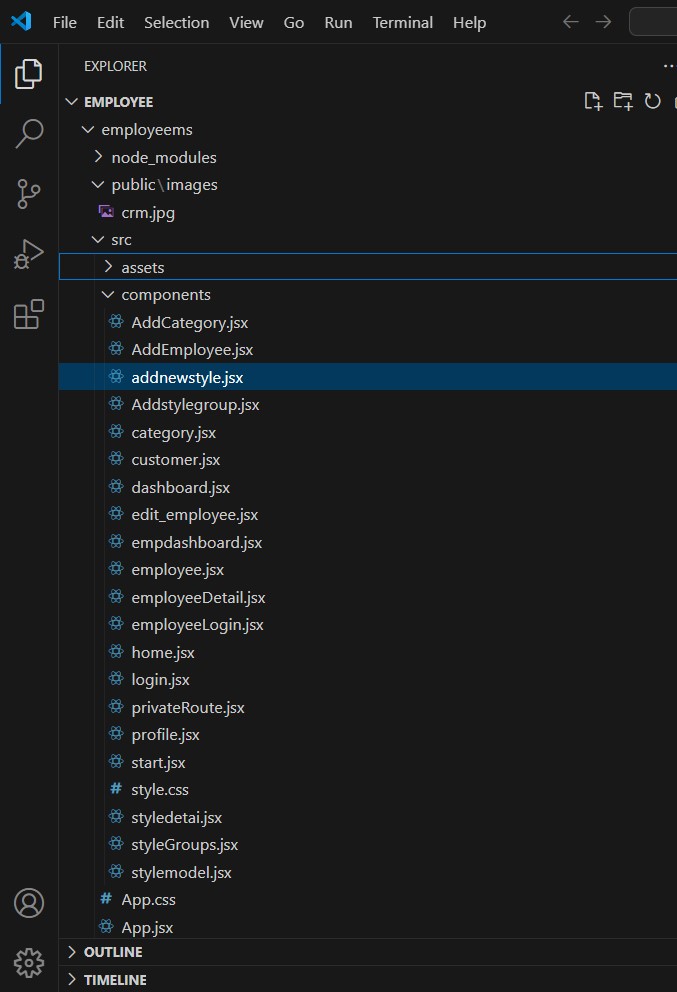 File Edit Selection View Go Run Terminal Help
EXPLORER
EMPLOYEE
employeems
node_modules
public\images
crm.jpg
src
assets
components
AddCategory.jsx
AddEmployee.jsx
addnewstyle.jsx
Addstylegroup.jsx
category.jsx
customer.jsx
dashboard.jsx
edit_employee.jsx
empdashboard.jsx
employee.jsx
employeeDetail.jsx
employeeLogin.jsx
home.jsx
login.jsx
privateRoute.jsx
profile.jsx
start.jsx
# style.css
styledetai.jsx
styleGroups.jsx
stylemodel.jsx
# App.css
App.jsx
OUTLINE
TIMELINE